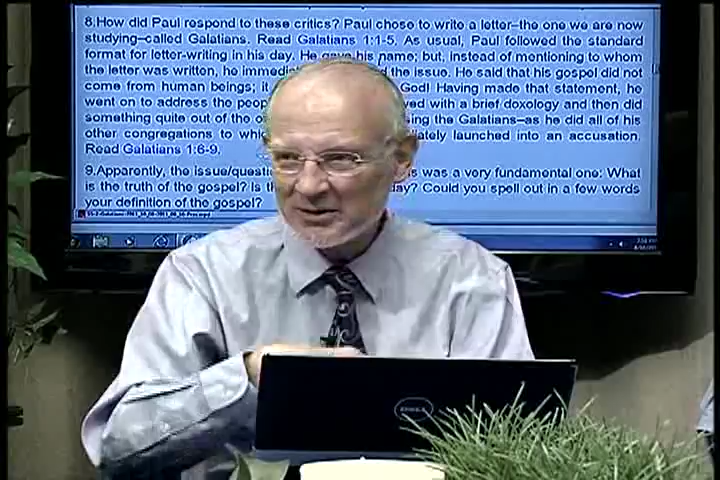 8.How did Paul respond to these critics? Paul chose to write a letter–the one we are now
studying–called Galatians. Read Galatians 1:1-5. As usual, Paul followed the standard
format for letter-writing in his day. He gave his name; but, instead of mentioning to whom
the letter was written, he immedi the issue. He said that his gospel did not
come from human beings; it God! Having made that statement, he
went on to address the peop ed with a brief doxology and then did
something quite out of the o ing the Galatians–as he did all of his
other congregations to whic ately launched into an accusation.
Read Galatians 1:6-9.
9.Apparently, the issue/quest s was a very fundamental one: What
is the truth of the gospel? Is th day? Could you spell out in a few words
your definition of the gospel?
DELL